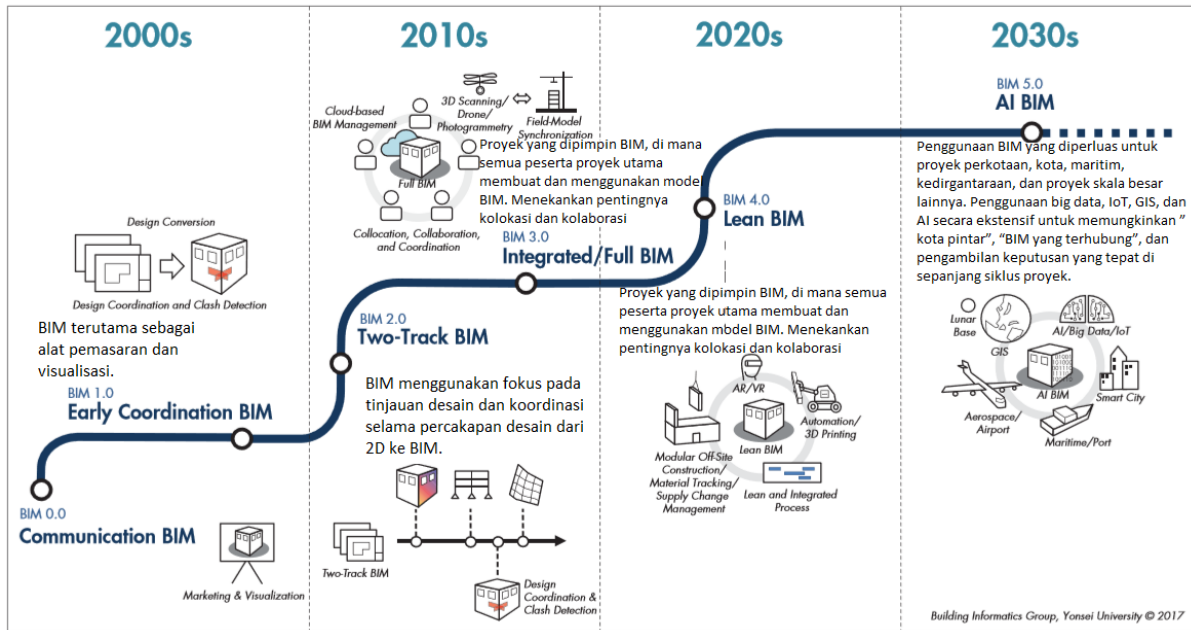 2000s
2010s
2020s
2030s
Design Conversion
Design Coordination and Clash Detection
BIM terutama sebagai
alat pemasaran dan
visualisasi.
BIM 1.0
Early Coordination BIM
BIM 0.0
Communication BIM
Marketing & Visualization
Cloud-based
BIM Management
3D Scanning/
Drone/
Photogrammetry
Field-Model
Synchronization
Full BIM
Collocation, Collaboration,
and Coordination
Proyek yang dipimpin BIM, di mana
semua peserta proyek utama
membuat dan menggunakan model
BIM. Menekankan pentingnya
kolokasi dan kolaborasi
BIM 3.0
Integrated/Full BIM
BIM 2.0
Two-Track BIM
BIM menggunakan fokus pada
tinjauan desain dan koordinasi
selama percakapan desain dari
2D ke BIM.
Two-Track BIM
Design
Coordination &
Clash Detection
BIM 4.0
Lean BIM
Proyek yang dipimpin BIM, di mana semua
peserta proyek utama membuat dan
menggunakan model BIM. Menekankan
pentingnya kolokasi dan kolaborasi
AR/VR
Automation/
3D Printing
Lean BIM
Modular Off-Site
Construction/
Material Tracking/
Supply Change
Management
Lean and Integrated
Process
BIM 5.0
AI BIM
Penggunaan BIM yang diperluas untuk
proyek perkotaan, kota, maritim,
kedirgantaraan, dan proyek skala besar
lainnya. Penggunaan big data, IoT, GIS, dan
AI secara ekstensif untuk memungkinkan ”
kota pintar”, “BIM yang terhubung”, dan
pengambilan keputusan yang tepat di
sepanjang siklus proyek.
Lunar
Base
GIS
AI/Big Data/IoT
AI BIM
Smart City
Aerospace/
Airport
Maritime/Port
Building Informatics Group, Yonsei University © 2017